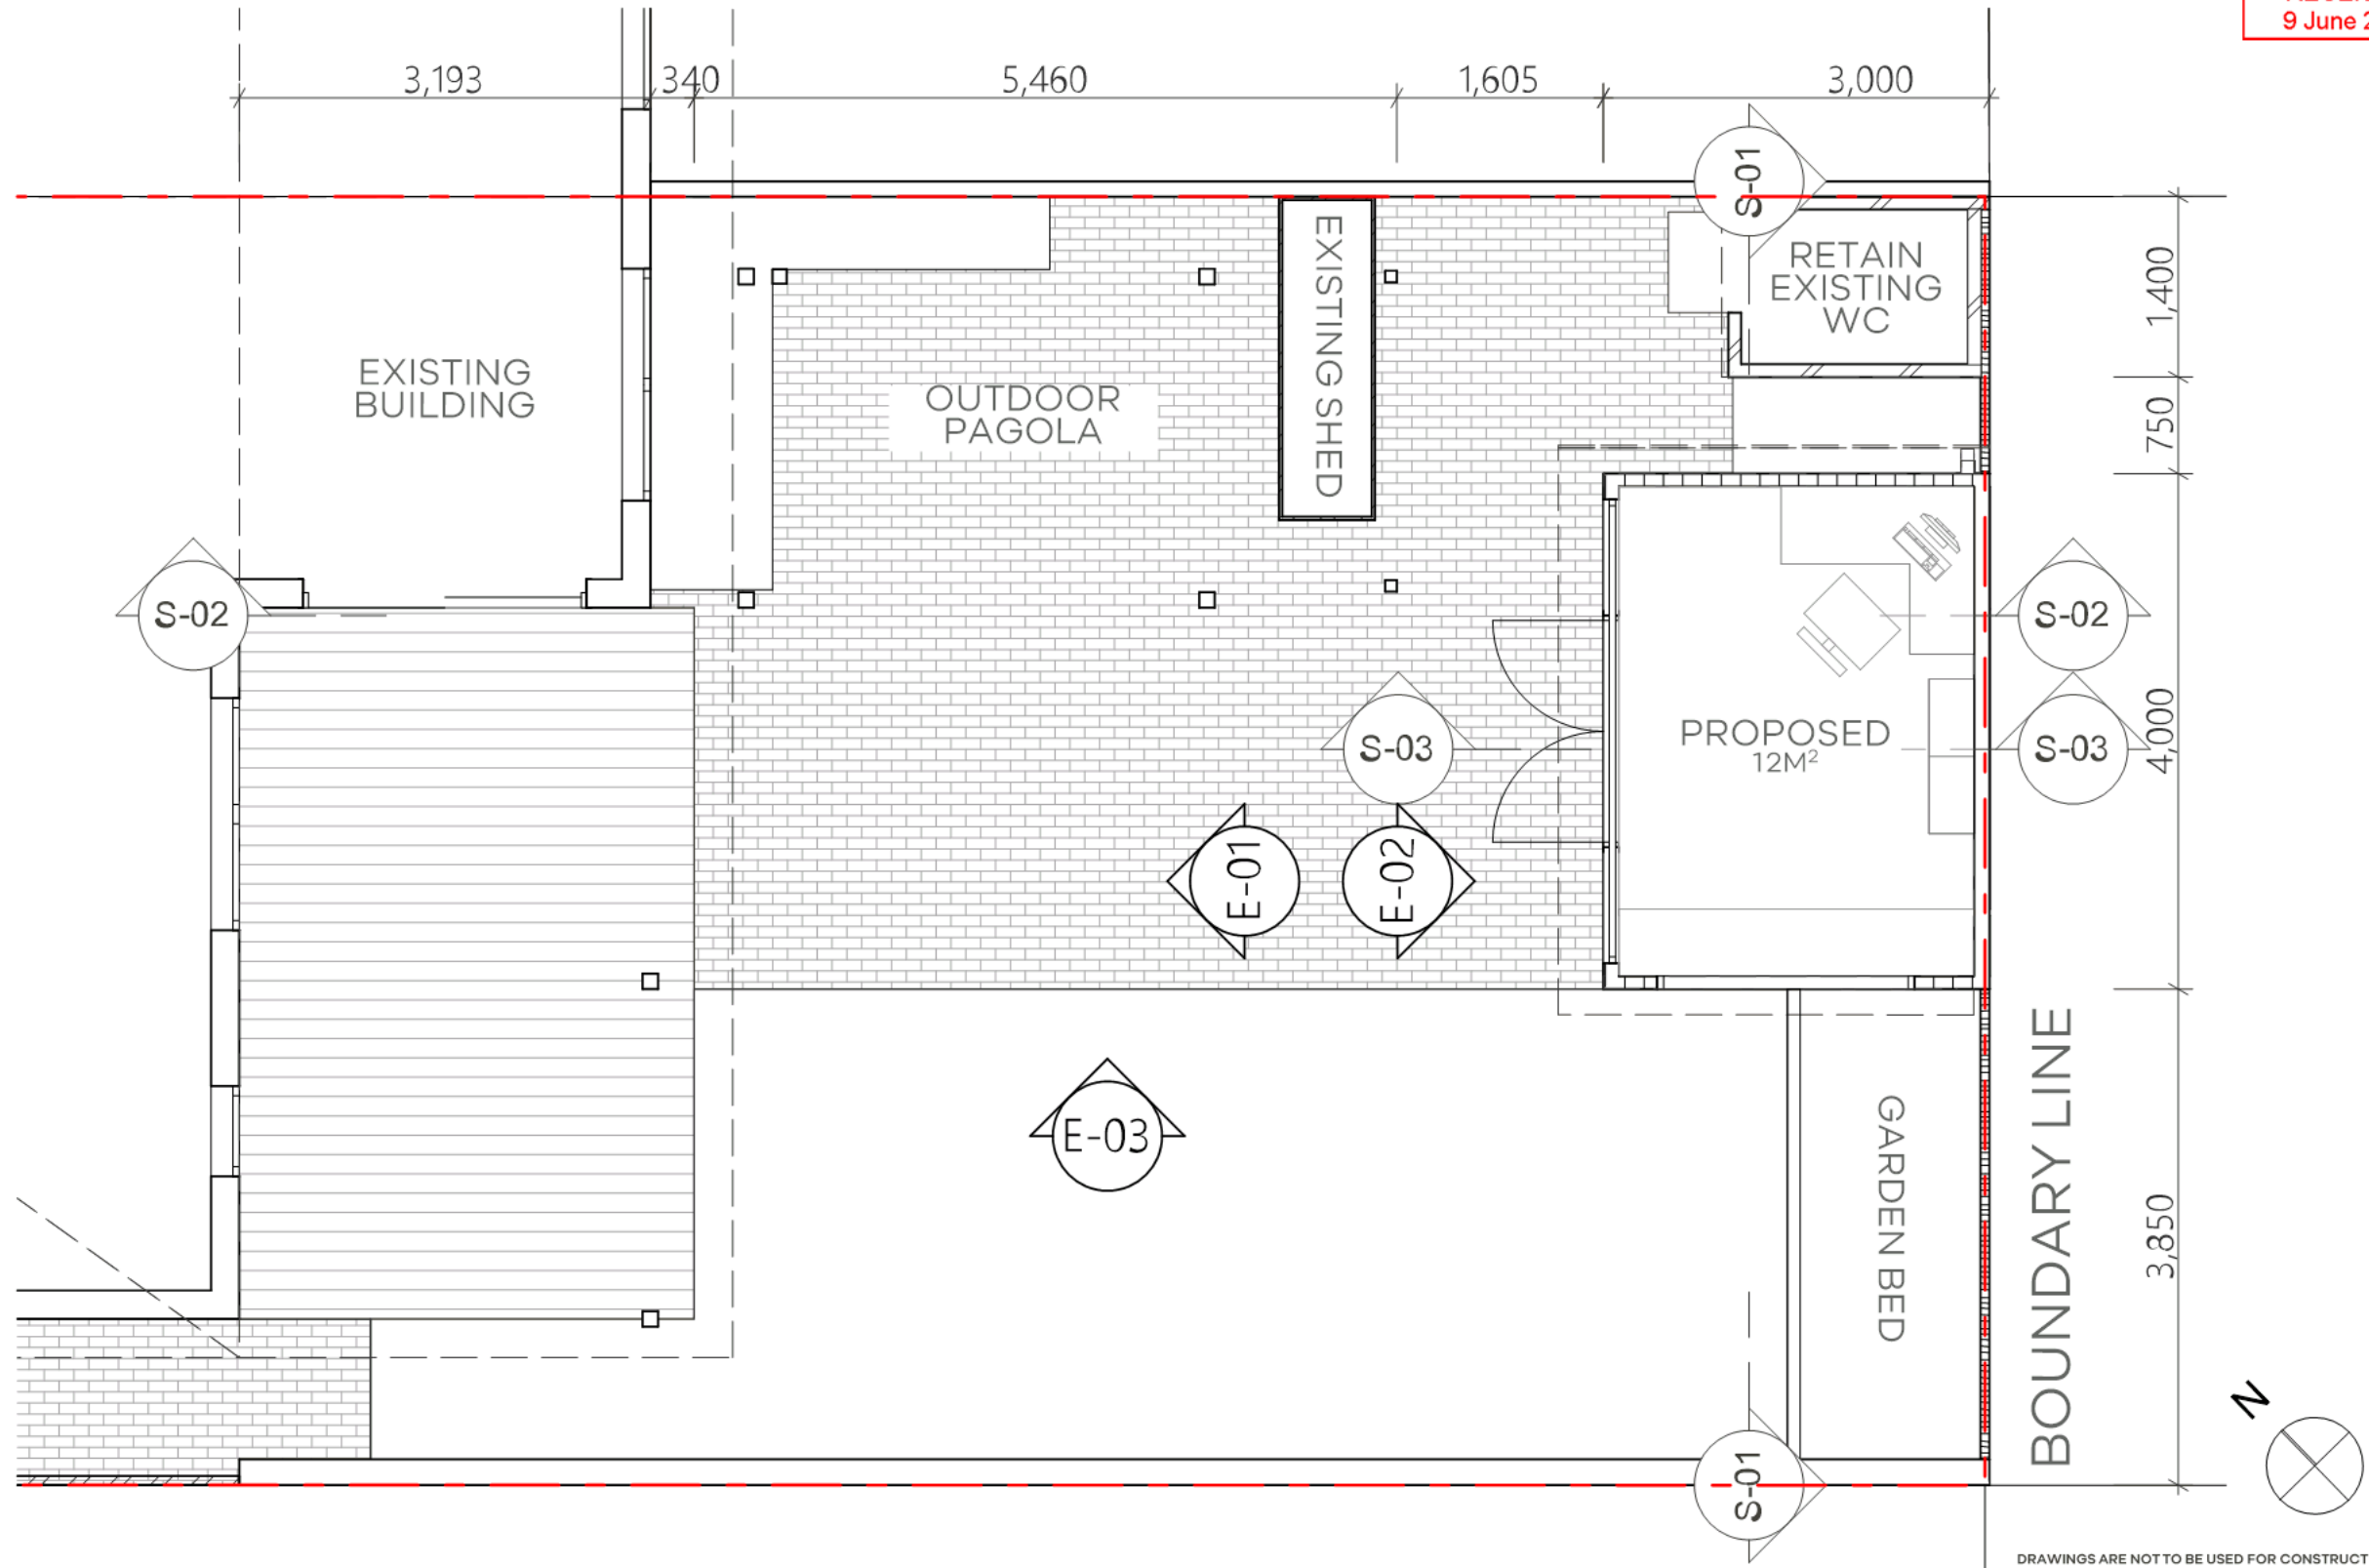 9 June 2
3,193
340
5,460
1,605
3,000
S-01
EXISTING SHED
RETAIN
EXISTING
WC
1,400
EXISTING
BUILDING
OUTDOOR
PAGOLA
750
S-02
S-02
PROPOSED
12M²
S-03
S-03
4,000
E-01
E-02
E-03
GARDEN BED
BOUNDARY LINE
3,850
N
S-01
DRAWINGS ARE NOT TO BE USED FOR CONSTRUCT